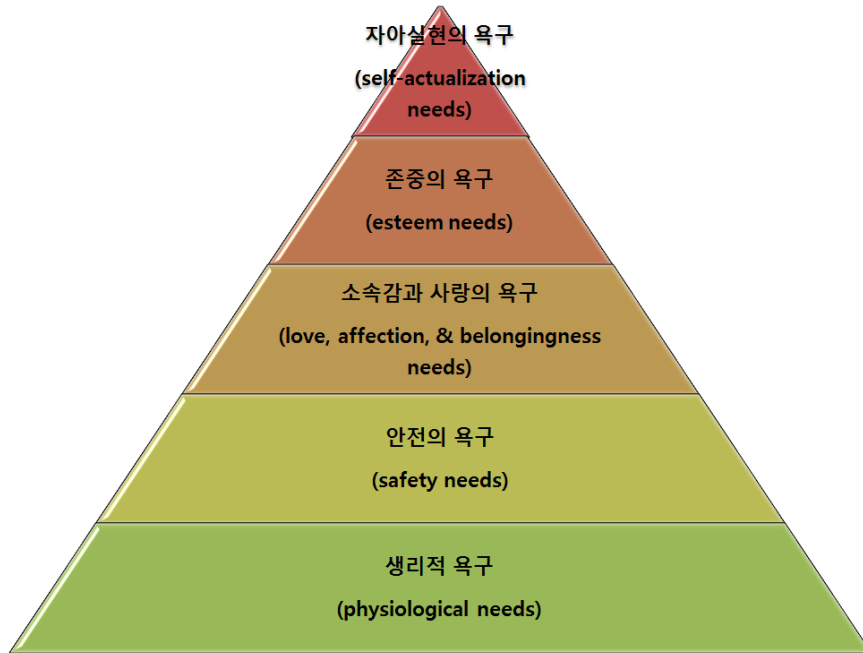 자아실현의 욕구
(self-actualization
needs)
존중의 욕구
(esteem needs)
소속감과 사랑의 욕구
(love, affection, & belongingness
needs)
안전의 욕구
(safety needs)
생리적 욕구
(physiological needs)